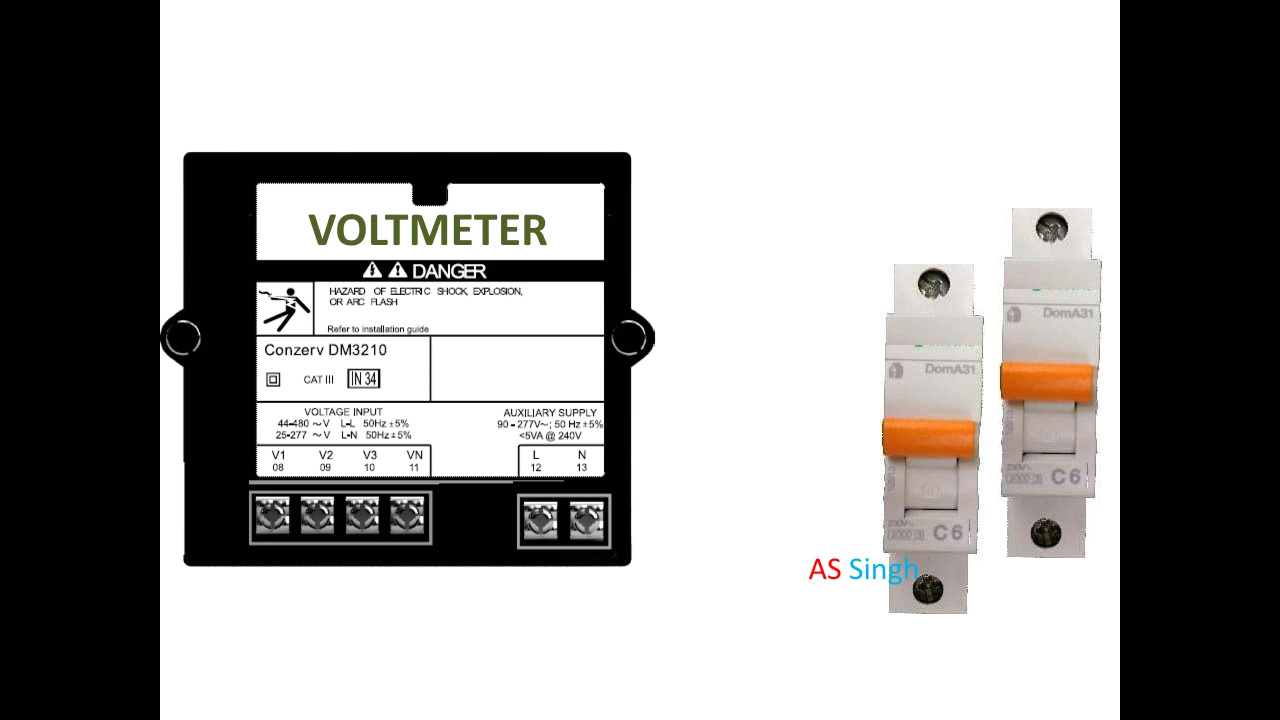 VOLTMETER
DANGER
HAZARD OF ELECTRIC SHOCK, EXPLOSION,
OR ARC FLASH
Refer to installation guide
Conzerv DM3210
CAT III IN 34
VOLTAGE INPUT
44-480 ~V L-L 50Hz ±5%
25-277 ~V L-N 50Hz ±5%
AUXILIARY SUPPLY
90 - 277V~; 50 Hz ±5%
<5VA @ 240V
V1 V2 V3 VN
08 09 10 11
L N
12 13
DomA31
C6
DomA31
C6
AS Singh